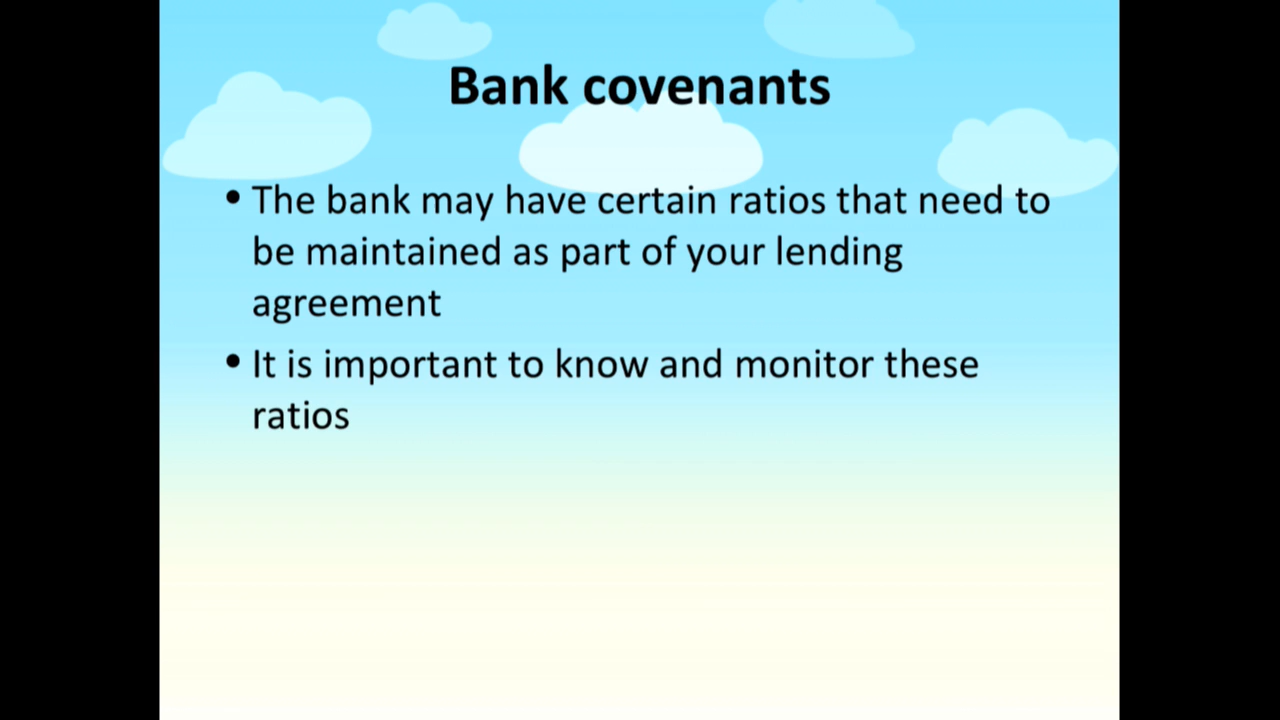 Bank covenants
• The bank may have certain ratios that need to
be maintained as part of your lending
agreement
• It is important to know and monitor these
ratios